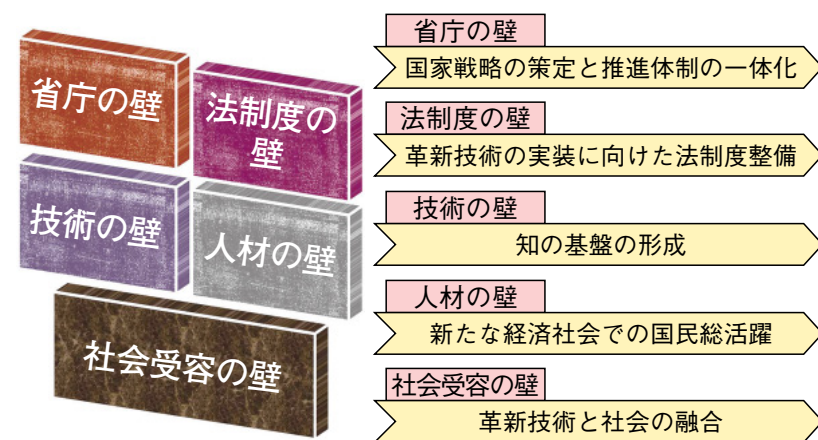 省庁の壁
法制度の
壁
技術の壁
人材の壁
社会受容の壁
省庁の壁
国家戦略の策定と推進体制の一体化
法制度の壁
革新技術の実装に向けた法制度整備
技術の壁
知の基盤の形成
人材の壁
新たな経済社会での国民総活躍
社会受容の壁
革新技術と社会の融合